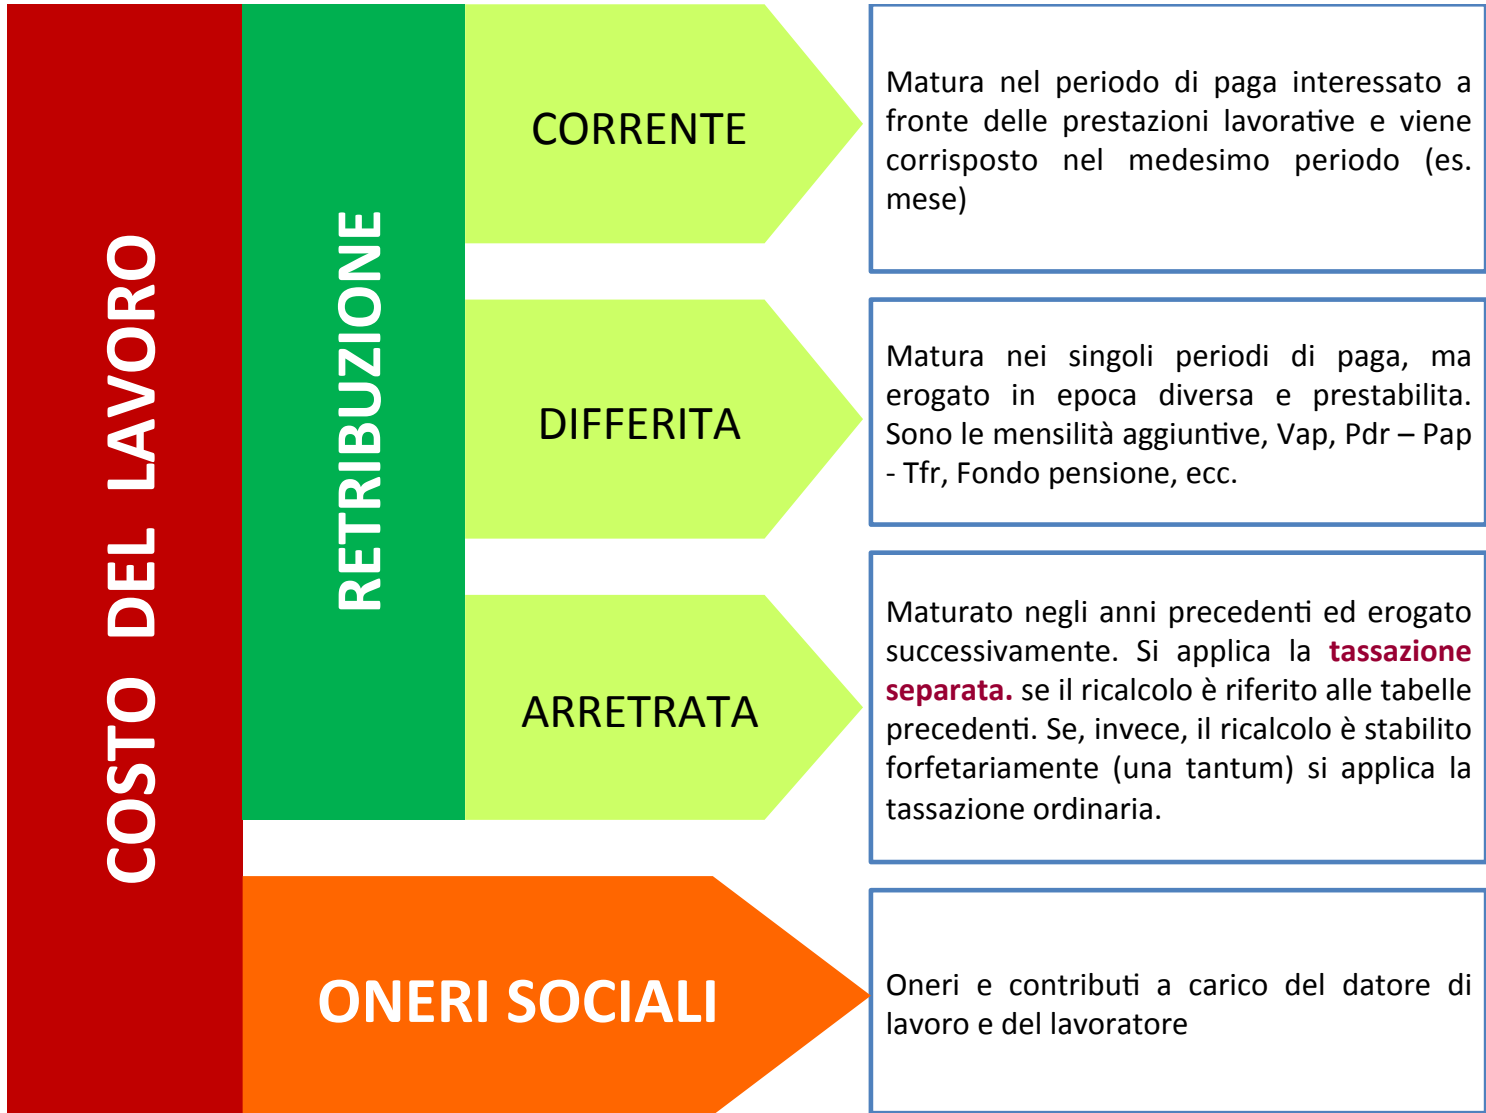 COSTO DEL LAVORO
RETRIBUZIONE
CORRENTE
Matura nel periodo di paga interessato a
fronte delle prestazioni lavorative e viene
corrisposto nel medesimo periodo (es.
mese)
DIFFERITA
Matura nei singoli periodi di paga, ma
erogato in epoca diversa e prestabilita.
Sono le mensilità aggiuntive, Vap, Pdr – Pap
- Tfr, Fondo pensione, ecc.
ARRETRATA
Maturato negli anni precedenti ed erogato
successivamente. Si applica la tassazione
separata. se il ricalcolo è riferito alle tabelle
precedenti. Se, invece, il ricalcolo è stabilito
forfetariamente (una tantum) si applica la
tassazione ordinaria.
ONERI SOCIALI
Oneri e contributi a carico del datore di
lavoro e del lavoratore